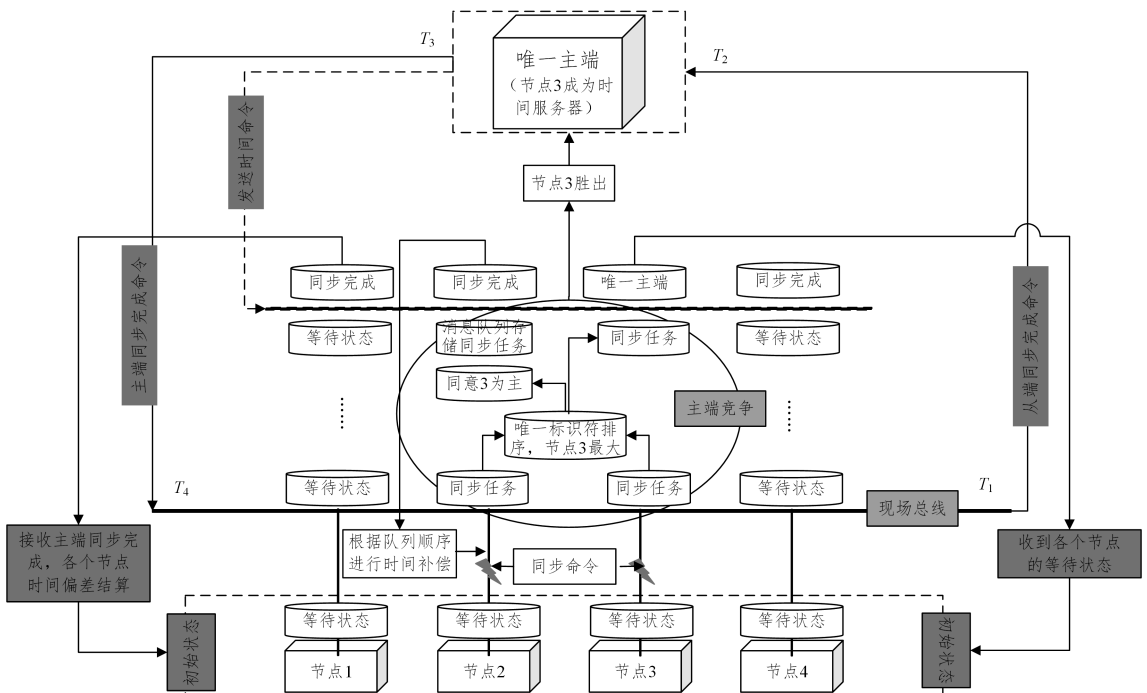 T3
唯一主端
（节点3成为时
间服务器）
T2
发送时间命令
节点3胜出
主端同步完成命令
同步完成
同步完成
唯一主端
同步完成
从端同步完成命令
等待状态
消息队列存
储同步任务
同步任务
等待状态
同意3为主
主端竞争
唯一标识符排
序，节点3最大
等待状态
同步任务
同步任务
等待状态
T4
T1
现场总线
接收主端同步完
成，各个节点
时间偏差结算
根据队列顺序
进行时间补偿
同步命令
收到各个节点
的等待状态
初始状态
等待状态
等待状态
等待状态
等待状态
初始状态
节点1
节点2
节点3
节点4